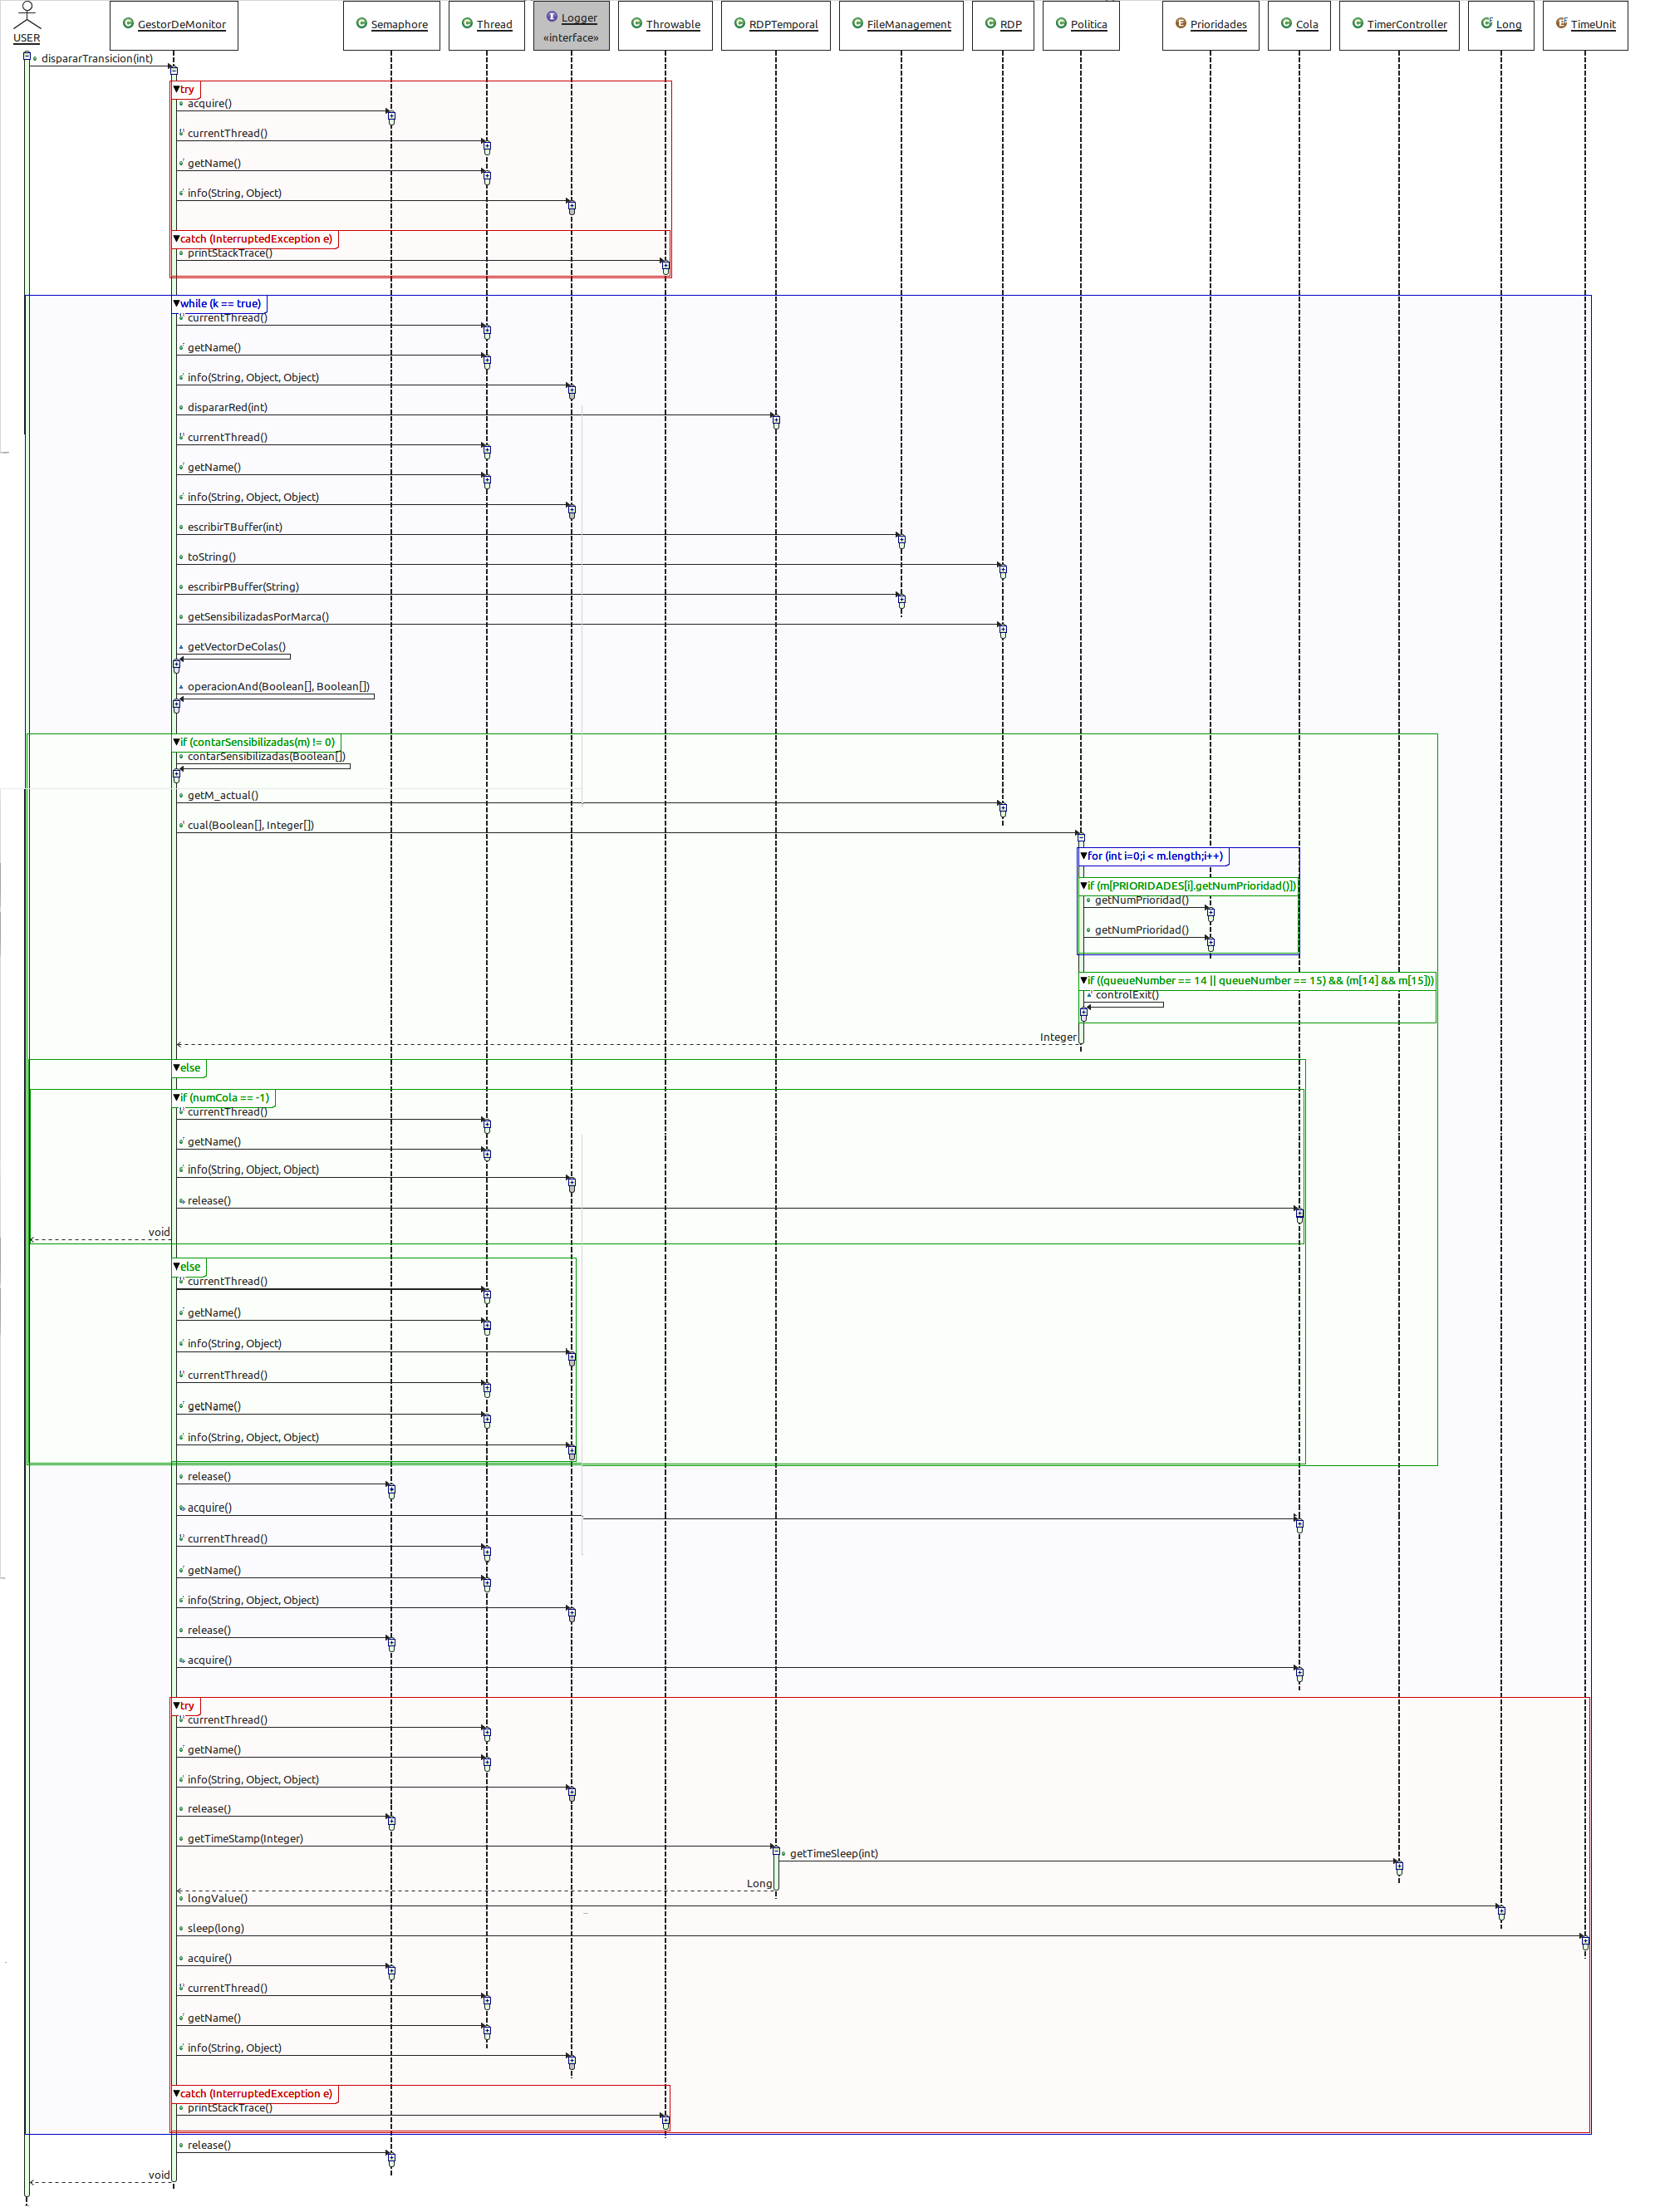 USER
GestorDeMonitor
Semaphore
Thread
Logger
«interface»
Throwable
RDPTemporal
FileManagement
RDP
Politica
Prioridades
Cola
TimerController
Long
TimeUnit
disparTransicion(int)
try
acquire()
currentThread()
getName()
info(String, Object)
catch (InterruptedException e)
printStackTrace()
while (k == true)
currentThread()
getName()
info(String, Object, Object)
dispararRed(int)
currentThread()
getName()
info(String, Object, Object)
escribirTBuffer(int)
toString()
escribirPBuffer(String)
getSensibilizadasPorMarca()
getVectorDeColas()
operacionAnd(Boolean[], Boolean[])
if (contarSensibilizadas(m) != 0)
contarSensibilizadas(Boolean[])
getM_actual()
cual(Boolean[], Integer[])
for (int i=0;i < m.length;i++)
if (m[PRIORIDADES[i].getNumPrioridad()])
getNumPrioridad()
getNumPrioridad()
if ((queueNumber == 14 || queueNumber == 15) && (m[14] && m[15]))
controlExit()
Integer
else
if (numCola == -1)
currentThread()
getName()
info(String, Object, Object)
release()
void
else
currentThread()
getName()
info(String, Object)
currentThread()
getName()
info(String, Object, Object)
release()
acquire()
currentThread()
getName()
info(String, Object, Object)
release()
acquire()
try
currentThread()
getName()
info(String, Object, Object)
release()
getTimeStamp(Integer)
getTimeSleep(int)
Long
longValue()
sleep(long)
acquire()
currentThread()
getName()
info(String, Object)
catch (InterruptedException e)
printStackTrace()
release()
void